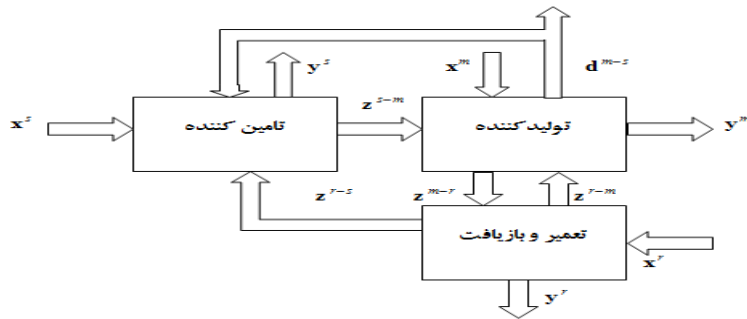 y^s
x^m
d^{m-s}
x^s
z^{s-m}
تامین کننده
تولیدکننده
y^n
z^{r-s}
z^{m-r}
z^{r-m}
تعمیر و بازیافت
x^r
y^r